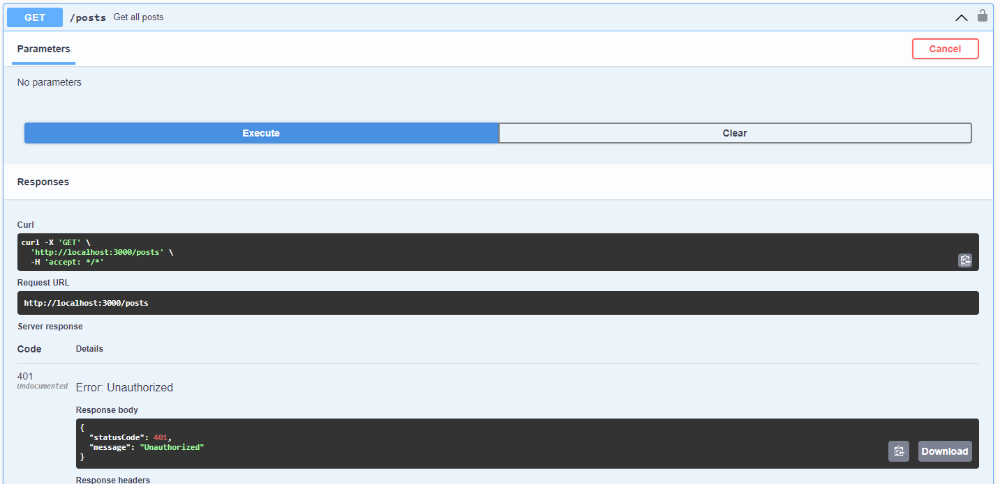 GET /posts Get all posts
Parameters
Cancel
No parameters
Execute
Clear
Responses
Curl
curl -X 'GET' \
'http://localhost:3000/posts' \
-H 'accept: */*'
Request URL
http://localhost:3000/posts
Server response
Code Details
401
Undocumented
Error: Unauthorized
Response body
{
"statusCode": 401,
"message": "Unauthorized"
}
Download
Response headers